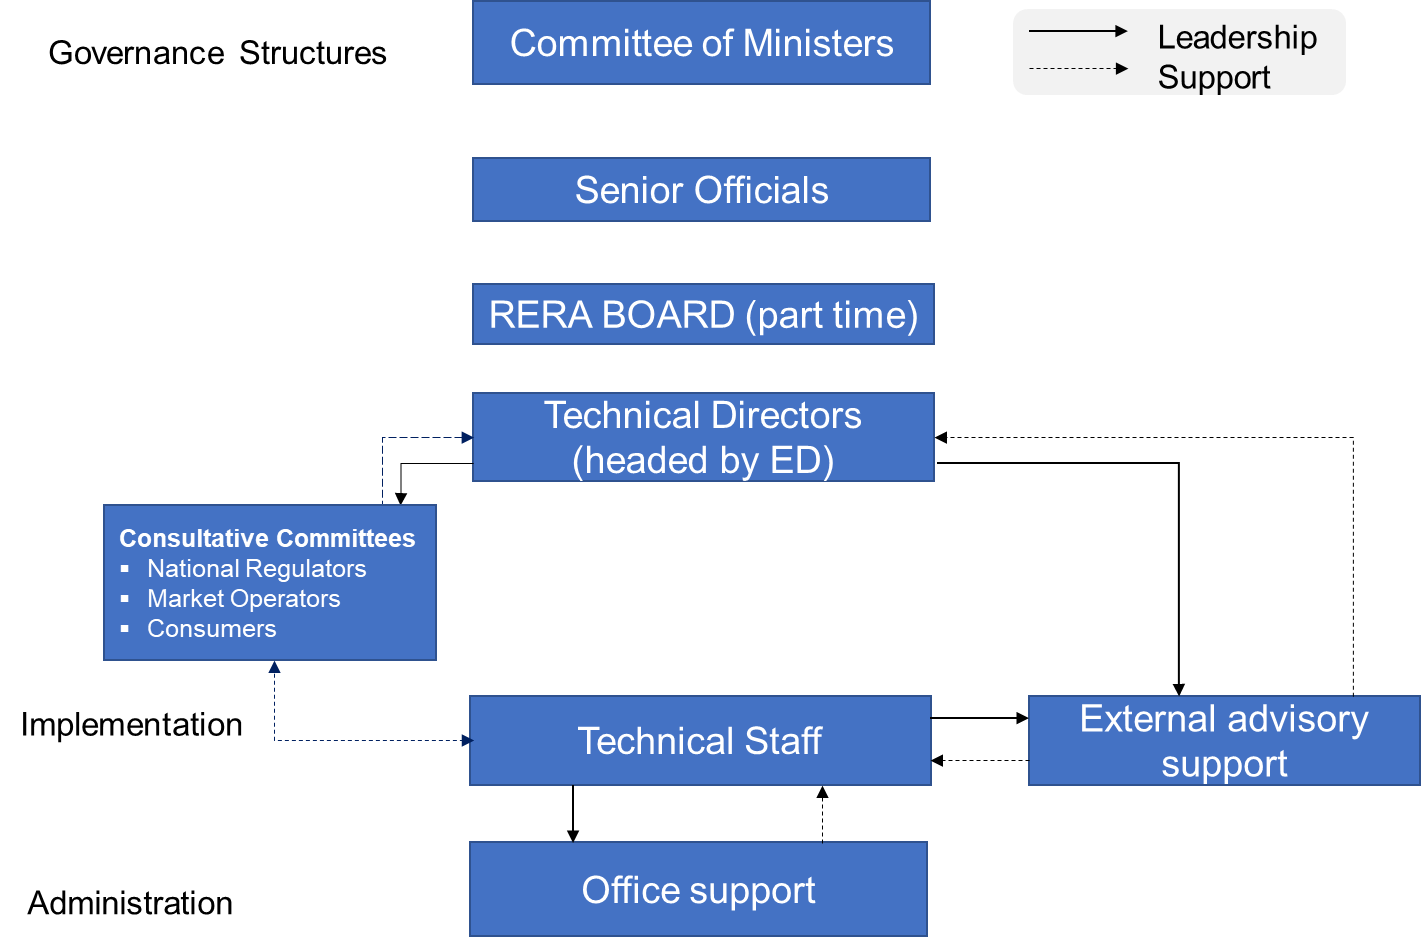 Governance Structures
Committee of Ministers
Leadership
Support
Senior Officials
RERA BOARD (part time)
Technical Directors
(headed by ED)
Consultative Committees
▪ National Regulators
▪ Market Operators
▪ Consumers
Implementation
Technical Staff
External advisory
support
Administration
Office support